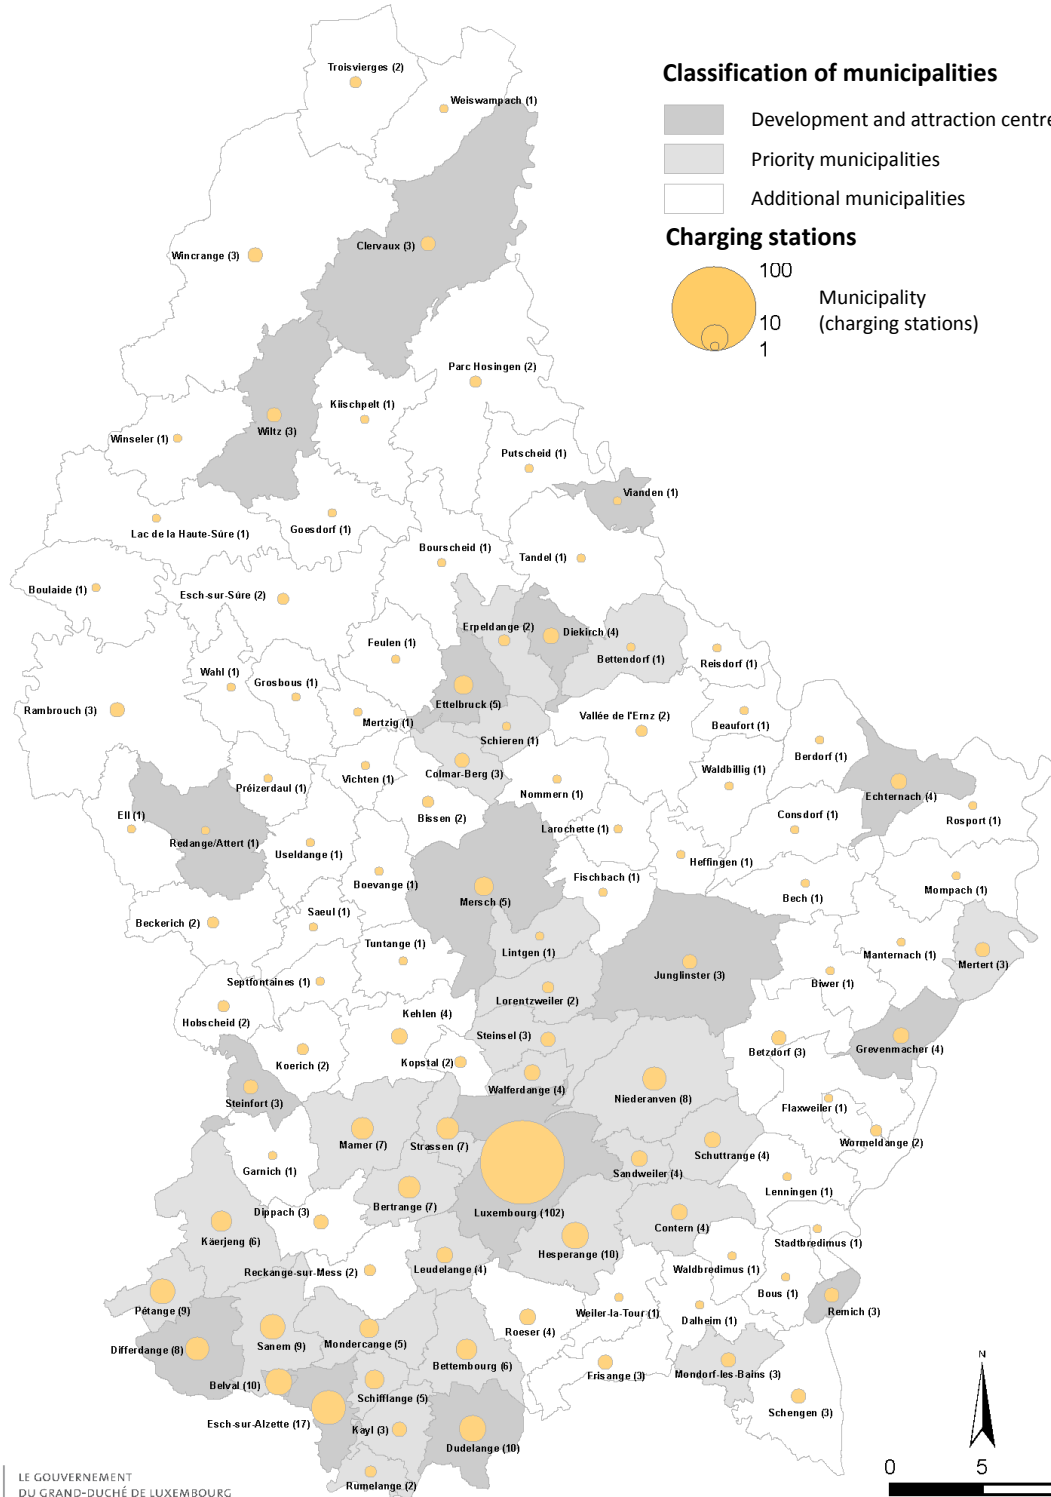 Classification of municipalities
Development and attraction centre
Priority municipalities
Additional municipalities
Charging stations
100
10
1
Municipality
(charging stations)
Troisvierges (2)
Weiswampach (1)
Clervaux (3)
Wincrange (3)
Parc Hosingen (2)
Kiischpelt (1)
Wiltz (3)
Winseler (1)
Putscheid (1)
Vianden (1)
Goesdorf (1)
Lac de la Haute-Sûre (1)
Bourscheid (1)
Tandel (1)
Boulaide (1)
Esch-sur-Sûre (2)
Erpeldange (2)
Diekirch (4)
Feulen (1)
Bettendorf (1)
Reisdorf (1)
Wahl (1)
Grosbous (1)
Ettelbruck (5)
Rambrouch (3)
Mertzig (1)
Vallée de l'Ernz (2)
Beaufort (1)
Schieren (1)
Berdorf (1)
Colmar-Berg (3)
Vichten (1)
Préizerdaul (1)
Nommern (1)
Waldbillig (1)
Echternach (4)
Ell (1)
Bissen (2)
Consdorf (1)
Rosport (1)
Larochette (1)
Redange/Attert (1)
Useldange (1)
Heffingen (1)
Boevange (1)
Fischbach (1)
Mompach (1)
Mersch (5)
Bech (1)
Saeul (1)
Beckerich (2)
Tuntange (1)
Lintgen (1)
Manternach (1)
Mertert (3)
Junglinster (3)
Septfontaines (1)
Biwer (1)
Lorentzweiler (2)
Hobscheid (2)
Kehlen (4)
Steinsel (3)
Betzdorf (3)
Grevenmacher (4)
Koerich (2)
Kopstal (2)
Walferdange (4)
Niederanven (8)
Steinfort (3)
Flaxweiler (1)
Mamer (7)
Strassen (7)
Wormeldange (2)
Schuttrange (4)
Garnich (1)
Sandweiler (4)
Lenningen (1)
Bertrange (7)
Dippach (3)
Luxembourg (102)
Contern (4)
Käerjeng (6)
Stadtbredimus (1)
Hesperange (10)
Leudelange (4)
Reckange-sur-Mess (2)
Waldbredimus (1)
Bous (1)
Pétange (9)
Weiler-la-Tour (1)
Remich (3)
Dalheim (1)
Roeser (4)
Sanem (9)
Mondercange (5)
Differdange (8)
Bettembourg (6)
Frisange (3)
Mondorf-les-Bains (3)
Belval (10)
Schifflange (5)
Schengen (3)
Esch-sur-Alzette (17)
Kayl (3)
Dudelange (10)
Rumelange (2)
N
0 5
LE GOUVERNEMENT
DU GRAND-DUCHÉ DE LUXEMBOURG